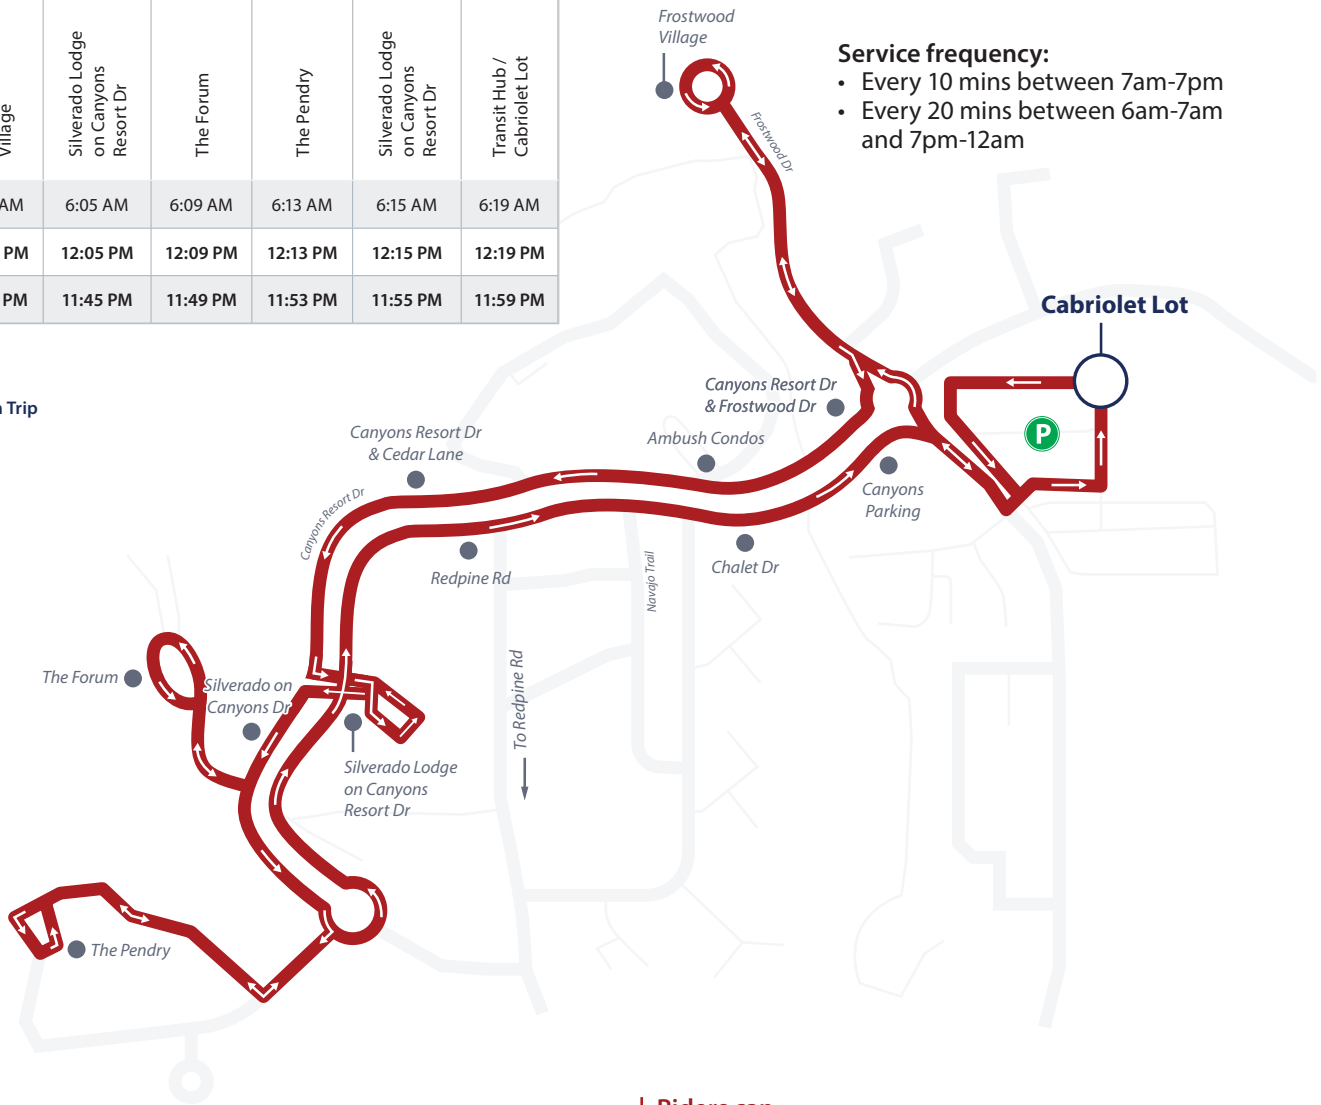 Village
Silverado Lodge
on Canyons
Resort Dr
The Forum
The Pendry
Silverado Lodge
on Canyons
Resort Dr
Transit Hub /
Cabriolet Lot
AM 6:05 AM 6:09 AM 6:13 AM 6:15 AM 6:19 AM
PM 12:05 PM 12:09 PM 12:13 PM 12:15 PM 12:19 PM
PM 11:45 PM 11:49 PM 11:53 PM 11:55 PM 11:59 PM
Trip
Frostwood
Village
Service frequency:
• Every 10 mins between 7am-7pm
• Every 20 mins between 6am-7am
and 7pm-12am
Frostwood Dr
Cabriolet Lot
P
Canyons Resort Dr
& Frostwood Dr
Ambush Condos
Canyons Resort Dr
& Cedar Lane
Canyons Resort Dr
Canyons
Parking
Chalet Dr
Redpine Rd
Navajo Trail
To Redpine Rd
The Forum
Silverado on
Canyons Dr
Silverado Lodge
on Canyons
Resort Dr
The Pendry
Riders can